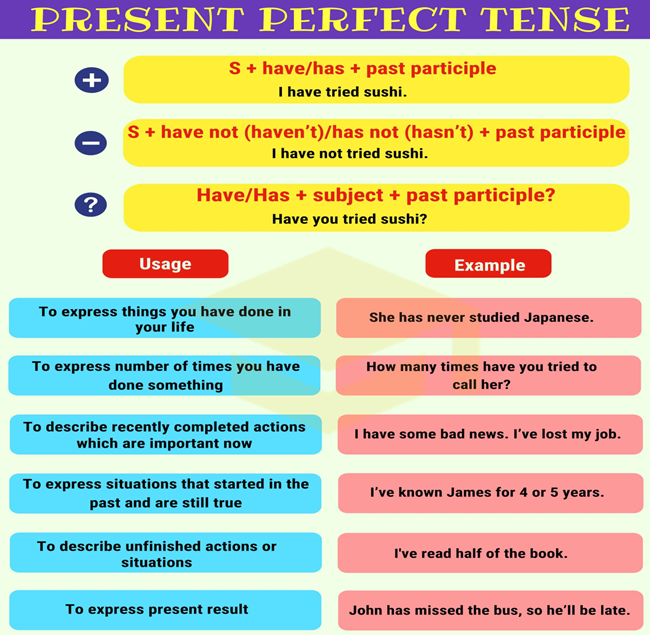 PRESENT PERFECT TENSE
+
S + have/has + past participle
I have tried sushi.
−
S + have not (haven’t)/has not (hasn’t) + past participle
I have not tried sushi.
?
Have/Has + subject + past participle?
Have you tried sushi?
Usage
Example
To express things you have done in
your life
She has never studied Japanese.
To express number of times you have
done something
How many times have you tried to
call her?
To describe recently completed actions
which are important now
I have some bad news. I’ve lost my job.
To express situations that started in the
past and are still true
I’ve known James for 4 or 5 years.
To describe unfinished actions or
situations
I've read half of the book.
To express present result
John has missed the bus, so he’ll be late.